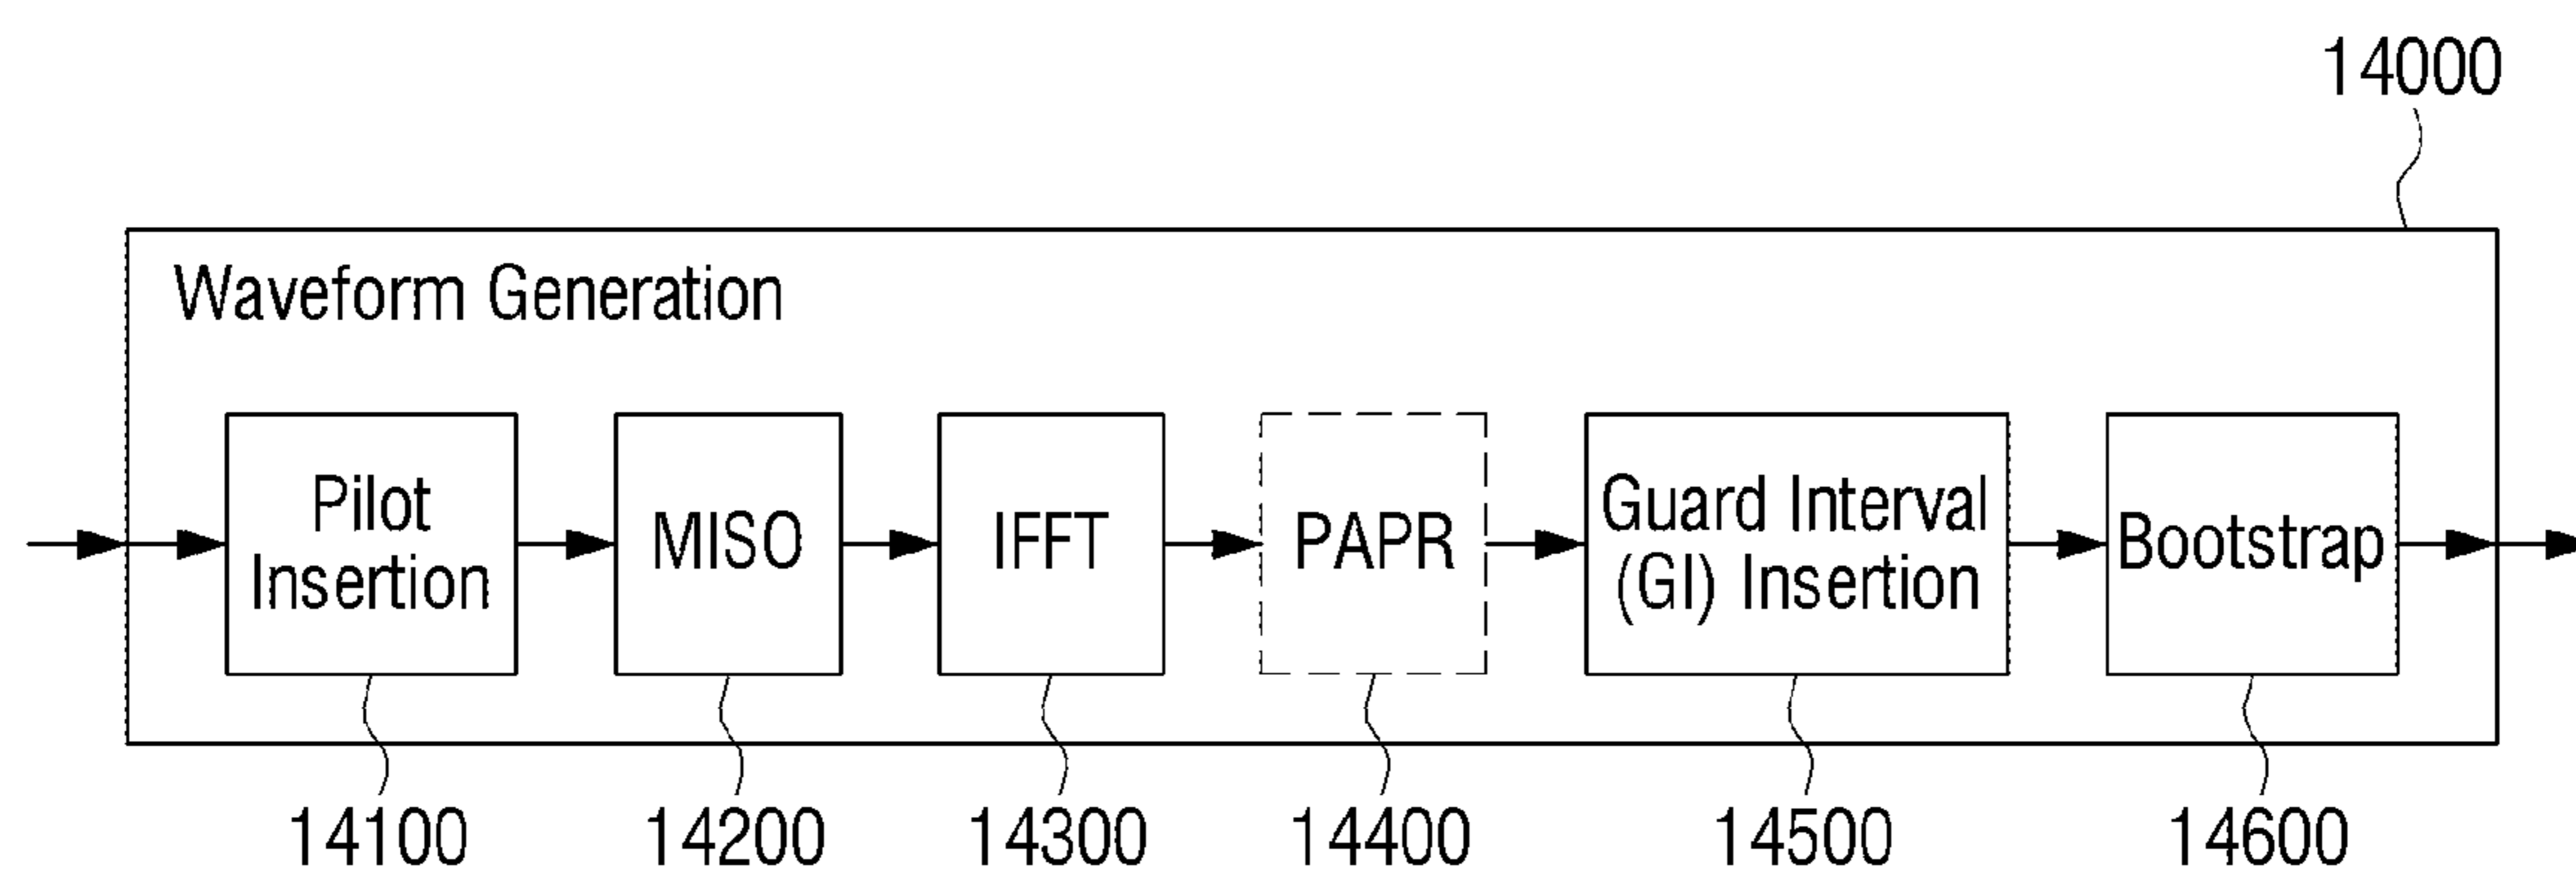 14000
Waveform Generation
Pilot
Insertion
MISO
IFFT
PAPR
Guard Interval
(GI) Insertion
Bootstrap
14100
14200
14300
14400
14500
14600